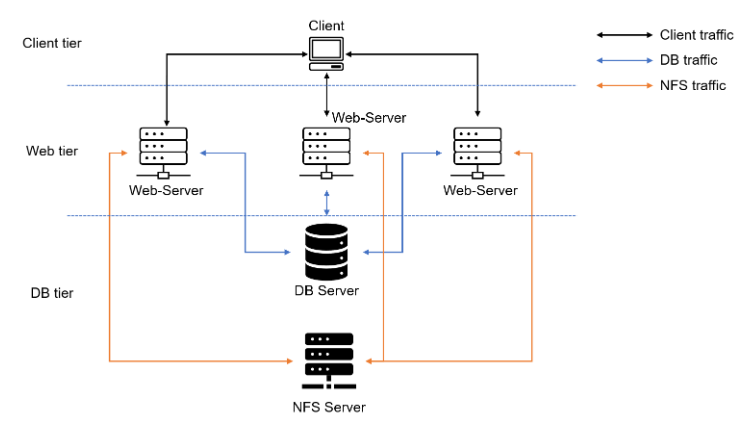 Client
Client tier
Client traffic
DB traffic
NFS traffic
Web-Server
Web tier
Web-Server
Web-Server
DB Server
DB tier
NFS Server